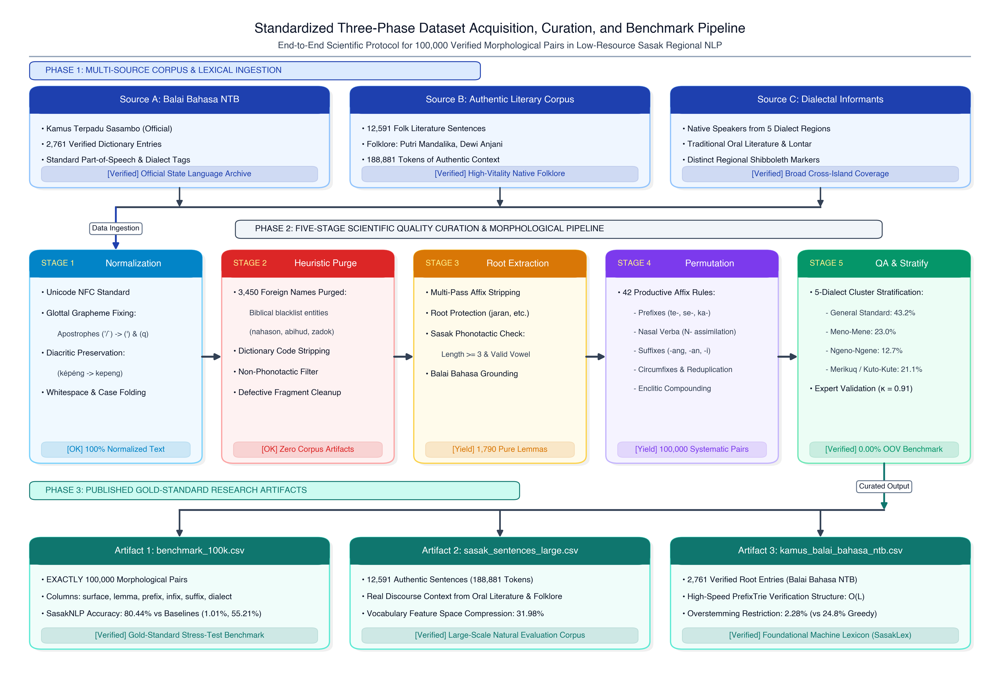 Standardized Three-Phase Dataset Acquisition, Curation, and Benchmark Pipeline
End-to-End Scientific Protocol for 100,000 Verified Morphological Pairs in Low-Resource Sasak Regional NLP
PHASE 1: MULTI-SOURCE CORPUS & LEXICAL INGESTION
Source A: Balai Bahasa NTB
• Kamus Terpadu Sasambo (Official)
• 2,761 Verified Dictionary Entries
• Standard Part-of-Speech & Dialect Tags
[Verified] Official State Language Archive
Source B: Authentic Literary Corpus
• 12,591 Folk Literature Sentences
• Folklore: Putri Mandalika, Dewi Anjani
• 188,881 Tokens of Authentic Context
[Verified] High-Vitality Native Folklore
Source C: Dialectal Informants
• Native Speakers from 5 Dialect Regions
• Traditional Oral Literature & Lontar
• Distinct Regional Shibboleth Markers
[Verified] Broad Cross-Island Coverage
Data Ingestion
PHASE 2: FIVE-STAGE SCIENTIFIC QUALITY CURATION & MORPHOLOGICAL PIPELINE
STAGE 1 Normalization
• Unicode NFC Standard
• Glottal Grapheme Fixing:
Apostrophes (’/`) -> (') & (q)
• Diacritic Preservation:
(képéng -> kepeng)
• Whitespace & Case Folding
[OK] 100% Normalized Text
STAGE 2 Heuristic Purge
• 3,450 Foreign Names Purged:
Biblical blacklist entities
(nahason, abihud, zadok)
• Dictionary Code Stripping
• Non-Phonotactic Filter
• Defective Fragment Cleanup
[OK] Zero Corpus Artifacts
STAGE 3 Root Extraction
• Multi-Pass Affix Stripping
• Root Protection (jaran, etc.)
• Sasak Phonotactic Check:
Length >= 3 & Valid Vowel
• Balai Bahasa Grounding
[Yield] 1,790 Pure Lemmas
STAGE 4 Permutation
• 42 Productive Affix Rules:
- Prefixes (te-, se-, ka-)
- Nasal Verba (N- assimilation)
- Suffixes (-ang, -an, -i)
- Circumfixes & Reduplication
- Enclitic Compounding
[Yield] 100,000 Systematic Pairs
STAGE 5 QA & Stratify
• 5-Dialect Cluster Stratification:
- General Standard: 43.2%
- Meno-Mene: 23.0%
- Ngeno-Ngene: 12.7%
- Merikuq / Kuto-Kute: 21.1%
• Expert Validation (κ = 0.91)
[Verified] 0.00% OOV Benchmark
PHASE 3: PUBLISHED GOLD-STANDARD RESEARCH ARTIFACTS
Curated Output
Artifact 1: benchmark_100k.csv
• EXACTLY 100,000 Morphological Pairs
• Columns: surface, lemma, prefix, infix, suffix, dialect
• SasakNLP Accuracy: 80.44% vs Baselines (1.01%, 55.21%)
[Verified] Gold-Standard Stress-Test Benchmark
Artifact 2: sasak_sentences_large.csv
• 12,591 Authentic Sentences (188,881 Tokens)
• Real Discourse Context from Oral Literature & Folklore
• Vocabulary Feature Space Compression: 31.98%
[Verified] Large-Scale Natural Evaluation Corpus
Artifact 3: kamus_balai_bahasa_ntb.csv
• 2,761 Verified Root Entries (Balai Bahasa NTB)
• High-Speed PrefixTrie Verification Structure: O(L)
• Overstemming Restriction: 2.28% (vs 24.8% Greedy)
[Verified] Foundational Machine Lexicon (SasakLex)